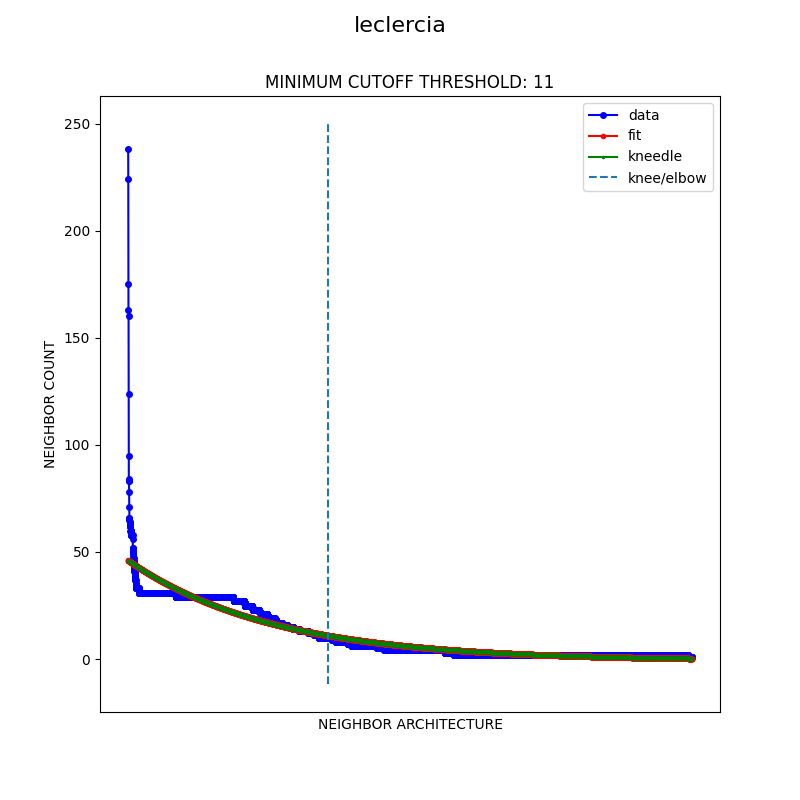 leclercia
MINIMUM CUTOFF THRESHOLD: 11
250
200
150
100
50
0
NEIGHBOR COUNT
data
fit
kneedle
knee/elbow
NEIGHBOR ARCHITECTURE